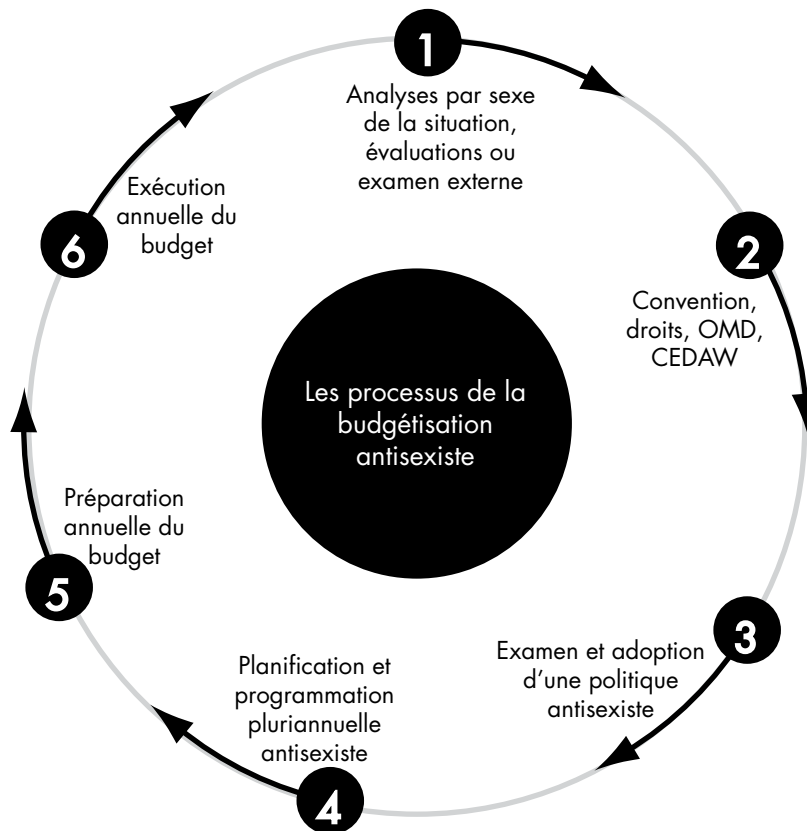 1
Analyses par sexe
de la situation,
évaluations ou
examen externe
2
Convention,
droits, OMD,
CEDAW
3
Examen et adoption
d’une politique
antisexiste
4
Planification et
programmation
pluriannuelle
antisexiste
5
Préparation
annuelle du
budget
6
Exécution
annuelle du
budget
Les processus de la
budgétisation
antisexiste